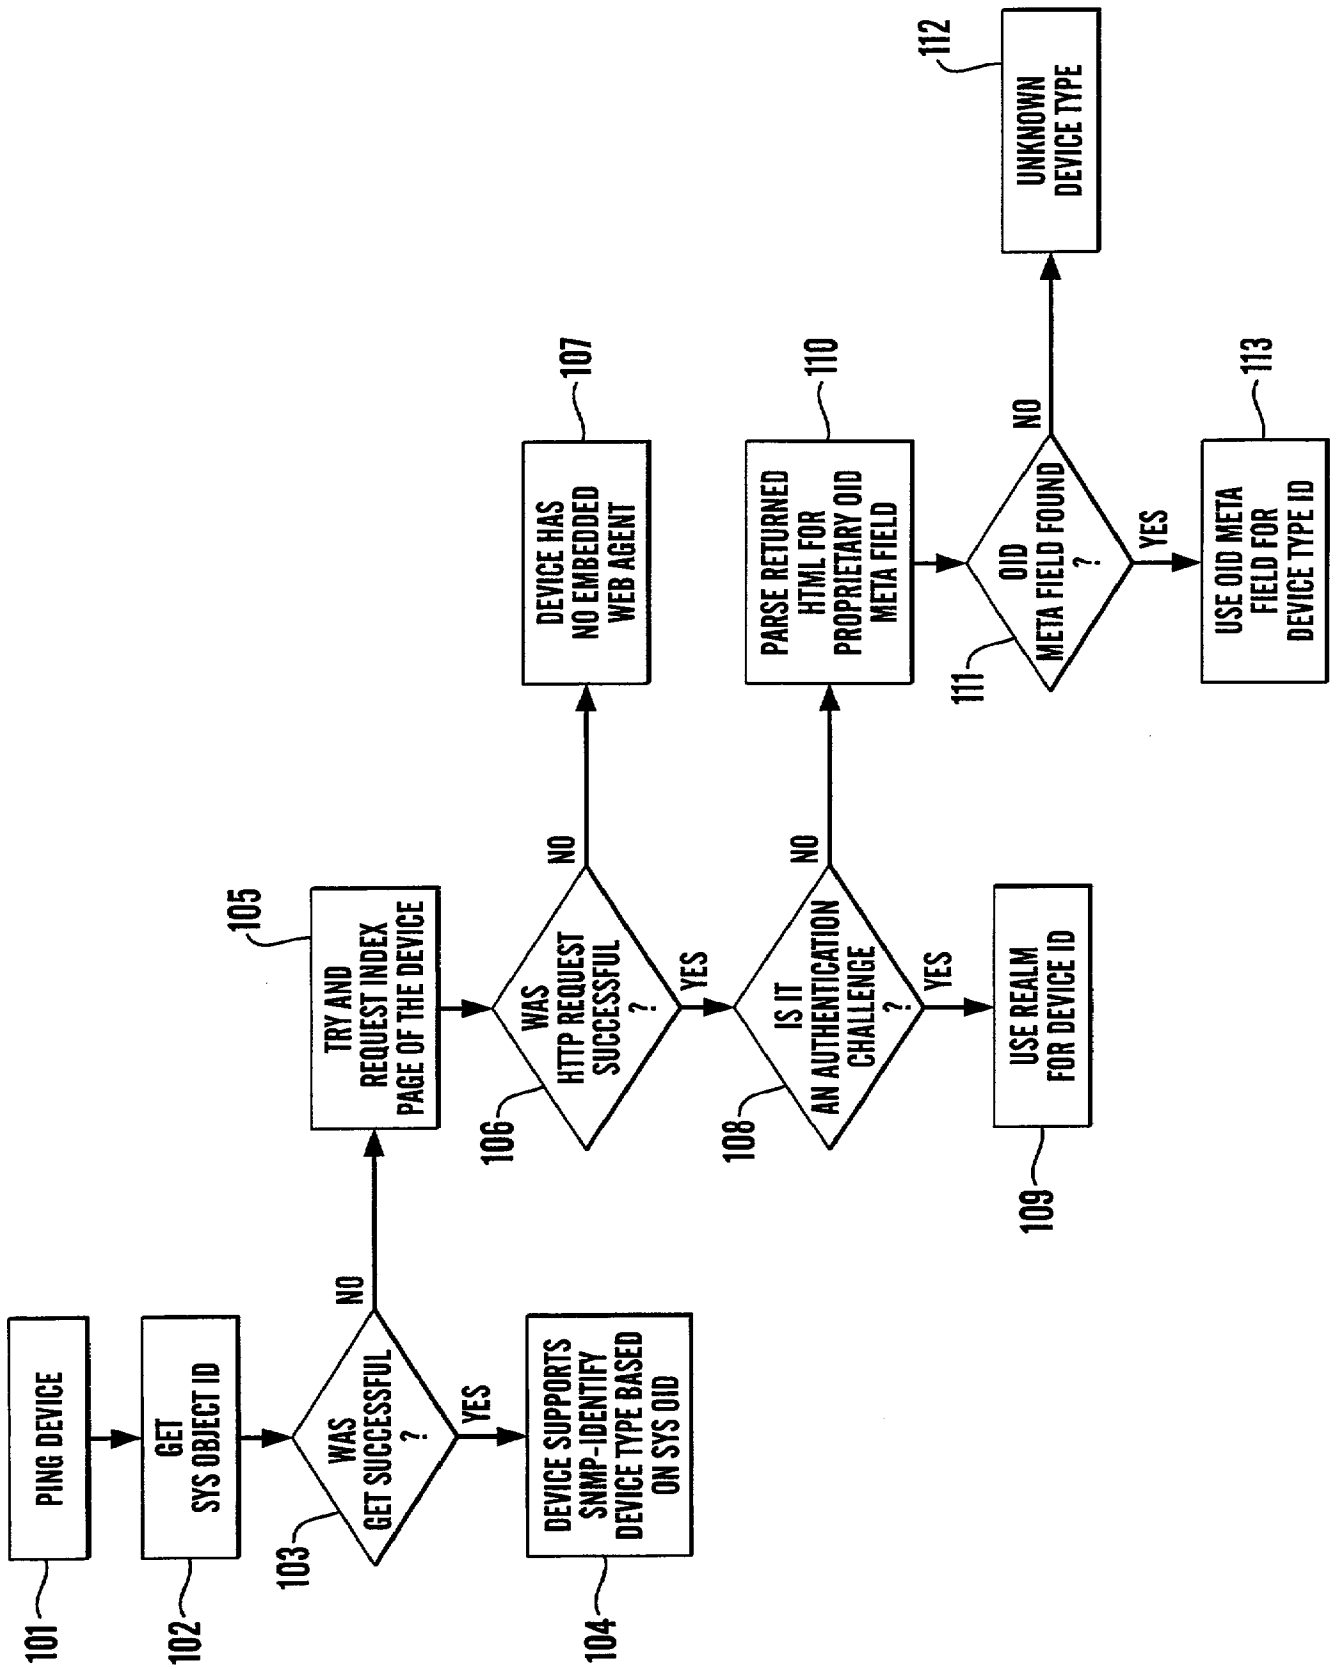 101
PING DEVICE
102
GET
SYS OBJECT ID
103
WAS
GET SUCCESSFUL
?
NO
YES
104
DEVICE SUPPORTS
SNMP-IDENTIFY
DEVICE TYPE BASED
ON SYS OID
105
TRY AND
REQUEST INDEX
PAGE OF THE DEVICE
106
WAS
HTTP REQUEST
SUCCESSFUL
?
NO
YES
107
DEVICE HAS
NO EMBEDDED
WEB AGENT
108
IS IT
AN AUTHENTICATION
CHALLENGE
?
NO
YES
109
USE REALM
FOR DEVICE ID
110
PARSE RETURNED
HTML FOR
PROPRIETARY OID
META FIELD
111
OID
META FIELD FOUND
?
NO
YES
112
UNKNOWN
DEVICE TYPE
113
USE OID META
FIELD FOR
DEVICE TYPE ID